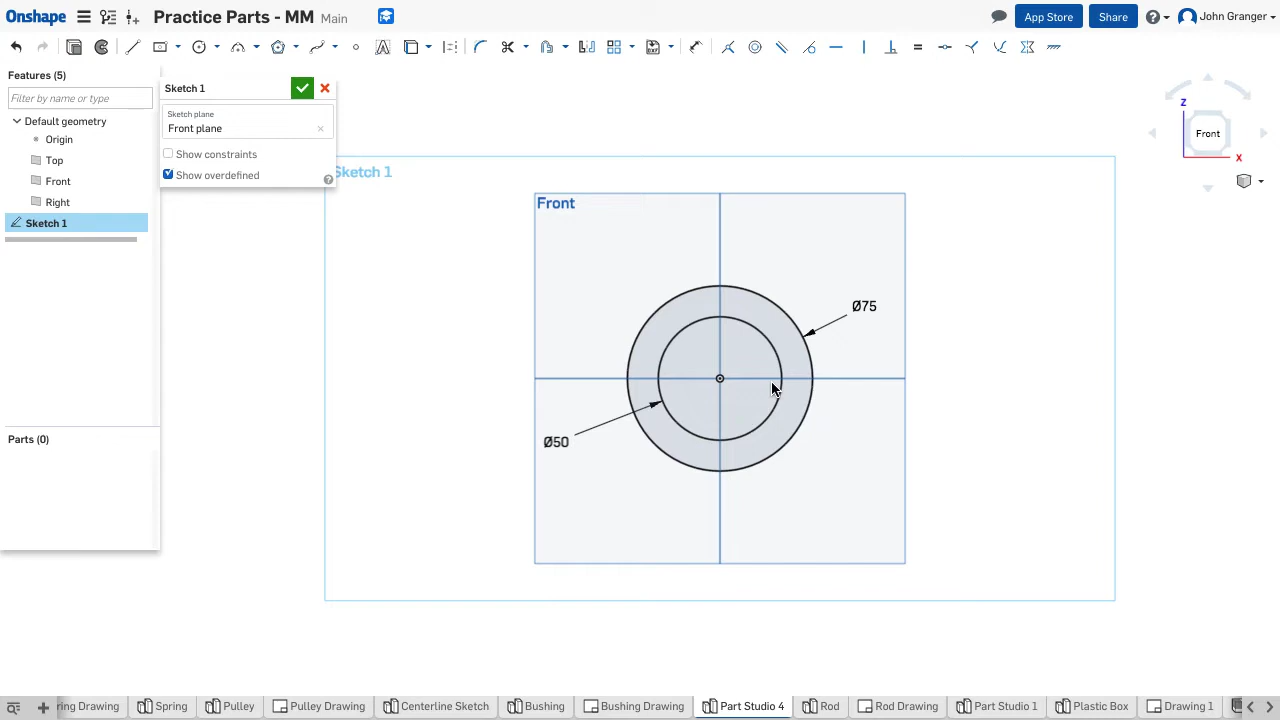 Onshape
Practice Parts - MM
Main
App Store
Share
John Granger
Features (5)
Filter by name or type
Default geometry
Origin
Top
Front
Right
Sketch 1
Parts (0)
Sketch 1
Sketch plane
Front plane
Show constraints
Show overdefined
Sketch 1
Front
Ø75
Ø50
Z
Front
X
ring Drawing
Spring
Pulley
Pulley Drawing
Centerline Sketch
Bushing
Bushing Drawing
Part Studio 4
Rod
Rod Drawing
Part Studio 1
Plastic Box
Drawing 1